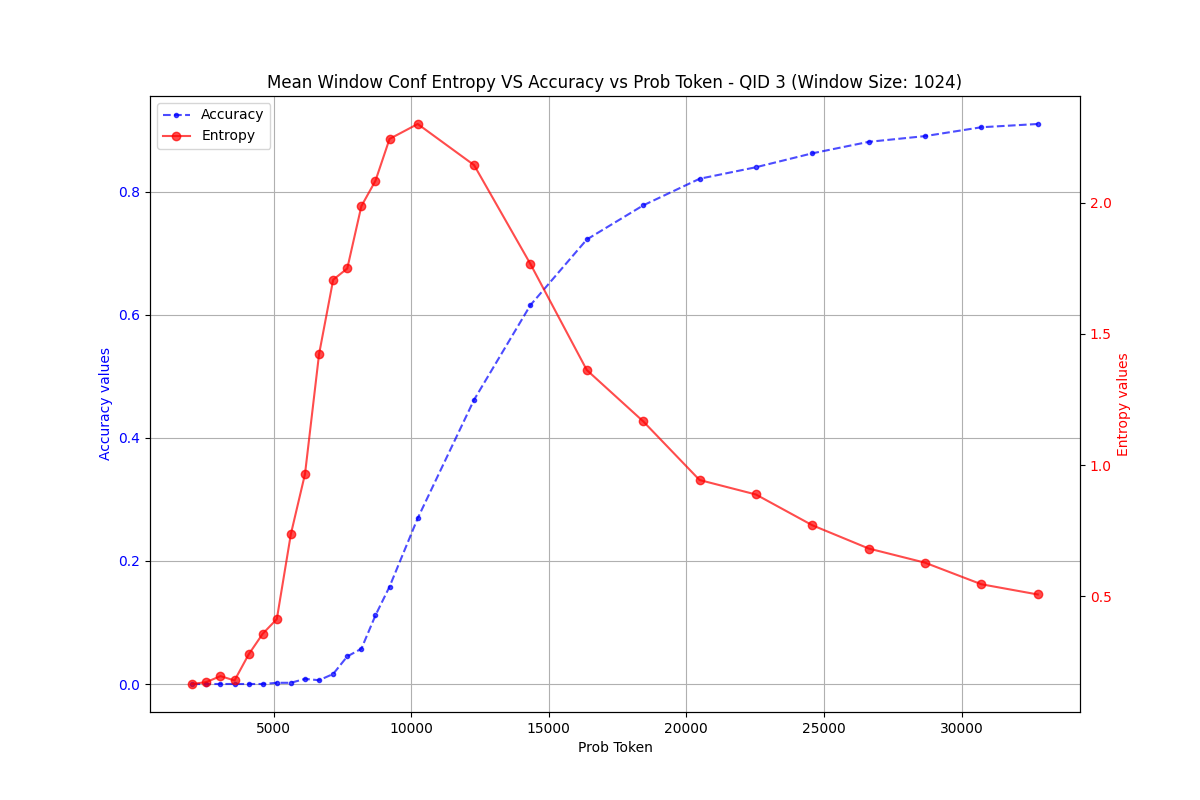 Mean Window Conf Entropy VS Accuracy vs Prob Token - QID 3 (Window Size: 1024)
Accuracy
Entropy
0.8
0.6
0.4
0.2
0.0
Accuracy values
2.0
1.5
1.0
0.5
Entropy values
5000 10000 15000 20000 25000 30000
Prob Token